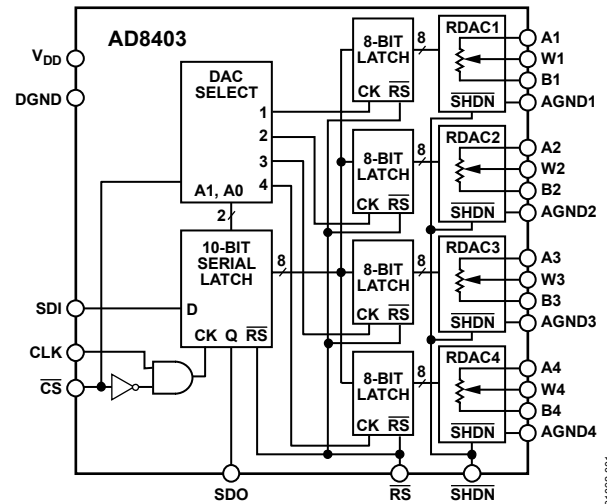 AD8403
VDD
DGND
DAC
SELECT
1
2
3
4
A1, A0
2
10-BIT
SERIAL
LATCH
8
D
CK Q RS
SDI
CLK
CS
SDO
RS
SHDN
8-BIT
LATCH
CK RS
8
RDAC1
SHDN
A1
W1
B1
AGND1
8-BIT
LATCH
CK RS
8
RDAC2
SHDN
A2
W2
B2
AGND2
8-BIT
LATCH
CK RS
8
RDAC3
SHDN
A3
W3
B3
AGND3
8-BIT
LATCH
CK RS
8
RDAC4
SHDN
A4
W4
B4
AGND4